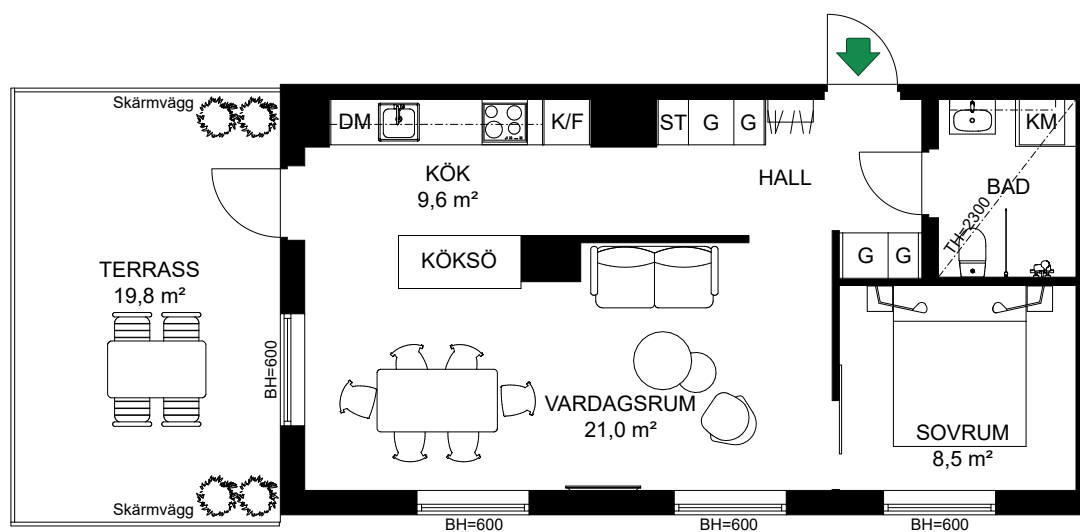 Skärmvägg
DM
K/F
ST
G
G
KM
KÖK
9,6 m²
HALL
BAD
TH=2300
KÖKSÖ
G
G
TERRASS
19,8 m²
BH=600
VARDAGSRUM
21,0 m²
SOVRUM
8,5 m²
Skärmvägg
BH=600
BH=600
BH=600